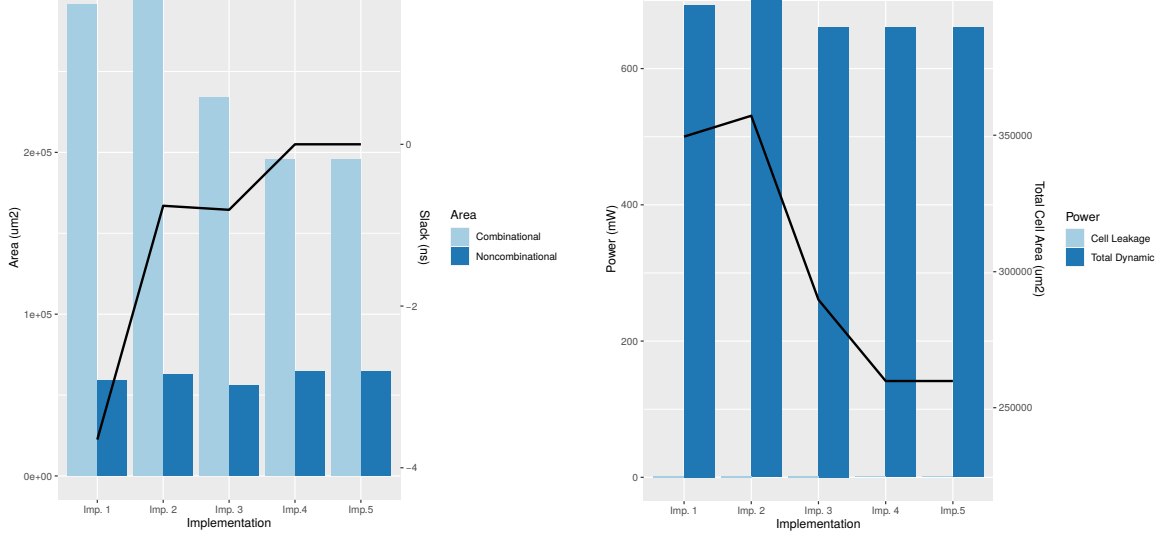 Area (um2)
2e+05
1e+05
0e+00
0
−2
−4
Slack (ns)
Imp. 1 Imp. 2 Imp. 3 Imp.4 Imp.5
Implementation
Area
Combinational
Noncombinational
Power (mW)
600
400
200
0
350000
300000
250000
Total Cell Area (um2)
Imp. 1 Imp. 2 Imp. 3 Imp. 4 Imp.5
Implementation
Power
Cell Leakage
Total Dynamic